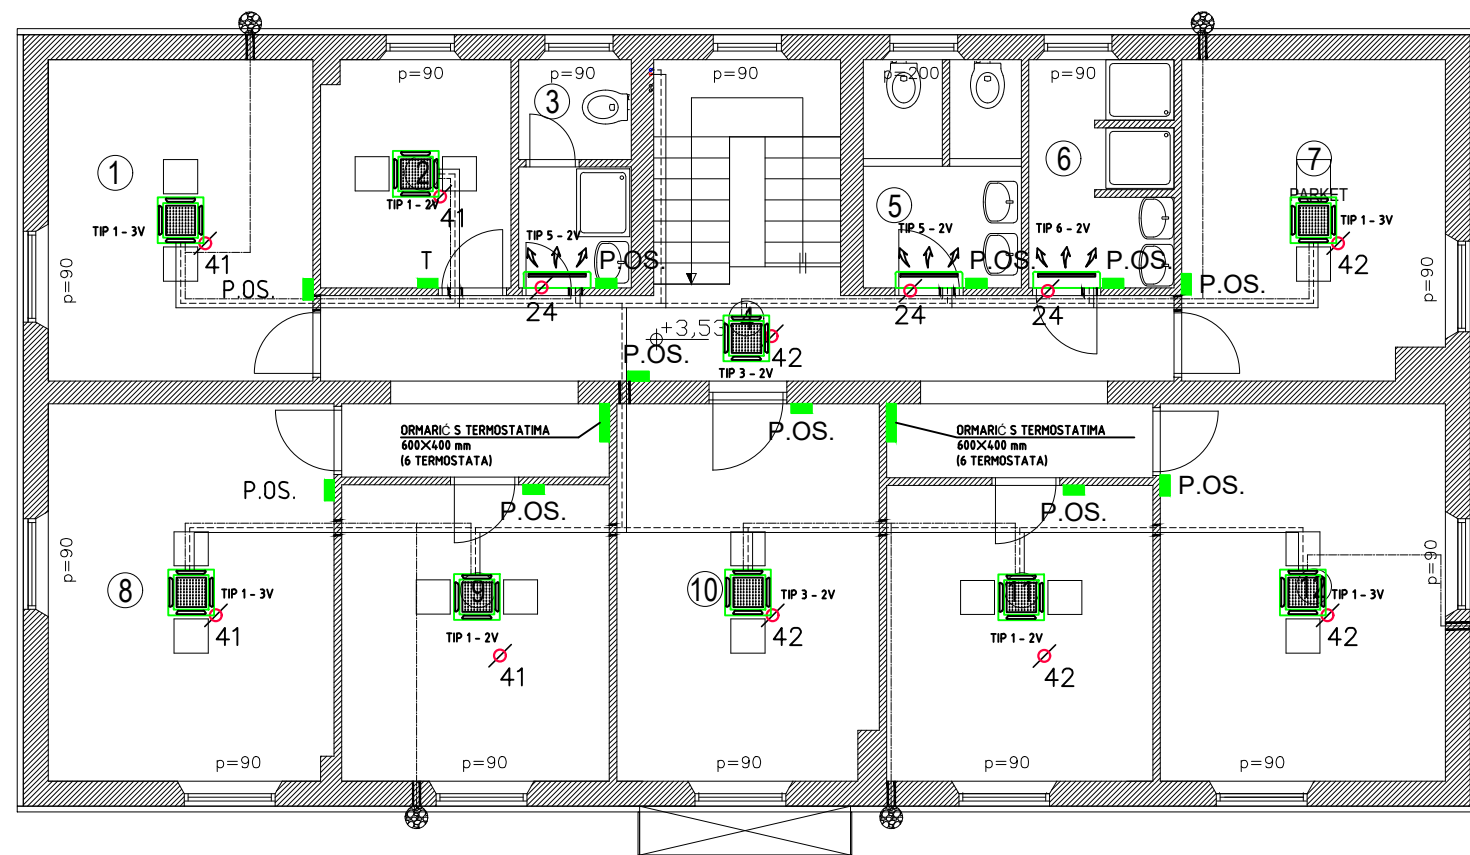 p=90
p=90
p=90
p=200
p=90
1
2
3
5
6
7
PARKET
TIP 1 - 3V
41
TIP 1 - 2V
41
TIP 5 - 2V
TIP 5 - 2V
TIP 6 - 2V
TIP 1 - 3V
42
p=90
P.OS.
T
P.OS.
P.OS.
P.OS.
P.OS.
p=90
24
24
24
4
+3,53
P.OS.
42
TIP 3 - 2V
ORMARIĆ S TERMOSTATIMA
600X400 mm
(6 TERMOSTATA)
P.OS.
ORMARIĆ S TERMOSTATIMA
600X400 mm
(6 TERMOSTATA)
P.OS.
P.OS.
P.OS.
P.OS.
p=90
p=90
8
TIP 1 - 3V
41
9
TIP 1 - 2V
41
10
TIP 3 - 2V
42
11
TIP 1 - 2V
42
12
TIP 1 - 3V
42
p=90
p=90
p=90
p=90
p=90